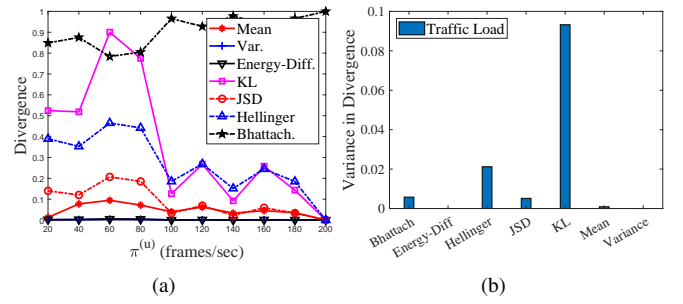 1
0.9
0.8
0.7
0.6
0.5
0.4
0.3
0.2
0.1
0
Divergence
20 40 60 80 100 120 140 160 180 200
π(u) (frames/sec)
Mean
Var.
Energy-Diff.
KL
JSD
Hellinger
Bhattach.
(a)
0.1
0.08
0.06
0.04
0.02
0
Variance in Divergence
Traffic Load
Bhattach Energy-Diff Hellinger JSD KL Mean Variance
(b)